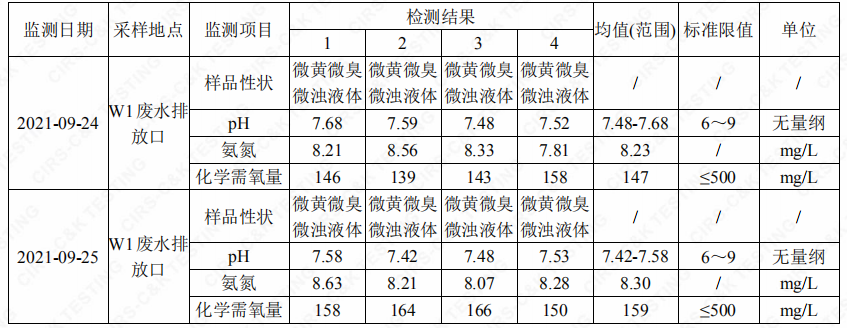 监测日期 采样地点 监测项目 检测结果 均值(范围) 标准限值 单位
1 2 3 4
2021-09-24 W1废水排放口 样品性状 微黄微臭微浊液体 微黄微臭微浊液体 微黄微臭微浊液体 微黄微臭微浊液体 / / /
pH 7.68 7.59 7.48 7.52 7.48-7.68 6～9 无量纲
氨氮 8.21 8.56 8.33 7.81 8.23 / mg/L
化学需氧量 146 139 143 158 147 ≤500 mg/L
2021-09-25 W1废水排放口 样品性状 微黄微臭微浊液体 微黄微臭微浊液体 微黄微臭微浊液体 微黄微臭微浊液体 / / /
pH 7.58 7.42 7.48 7.53 7.42-7.58 6～9 无量纲
氨氮 8.63 8.21 8.07 8.28 8.30 / mg/L
化学需氧量 158 164 166 150 159 ≤500 mg/L
CIRS-C&K TESTING